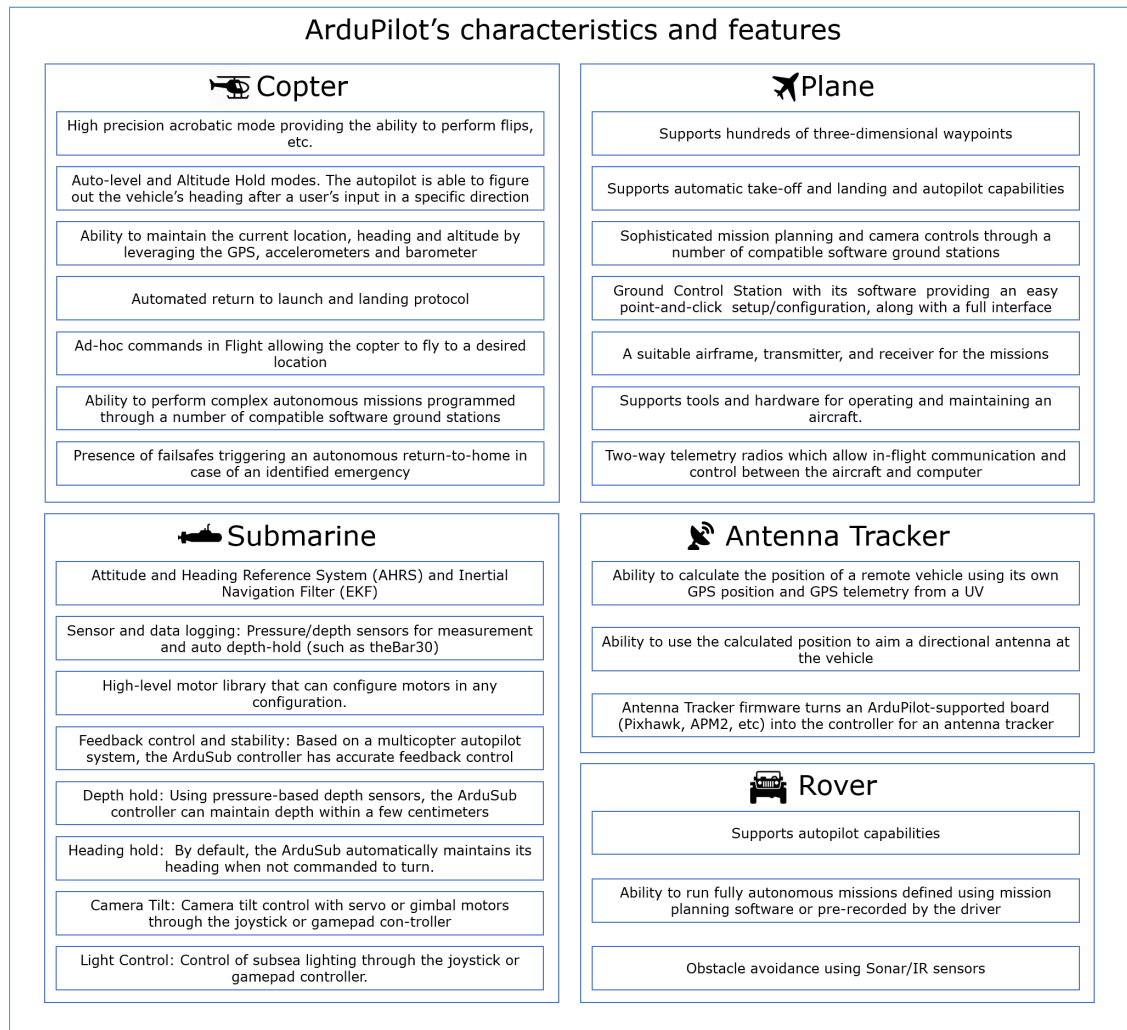 ArduPilot’s characteristics and features
Copter
High precision acrobatic mode providing the ability to perform flips,
etc.
Auto-level and Altitude Hold modes. The autopilot is able to figure
out the vehicle’s heading after a user’s input in a specific direction
Ability to maintain the current location, heading and altitude by
leveraging the GPS, accelerometers and barometer
Automated return to launch and landing protocol
Ad-hoc commands in Flight allowing the copter to fly to a desired
location
Ability to perform complex autonomous missions programmed
through a number of compatible software ground stations
Presence of failsafes triggering an autonomous return-to-home in
case of an identified emergency
Plane
Supports hundreds of three-dimensional waypoints
Supports automatic take-off and landing and autopilot capabilities
Sophisticated mission planning and camera controls through a
number of compatible software ground stations
Ground Control Station with its software providing an easy
point-and-click setup/configuration, along with a full interface
A suitable airframe, transmitter, and receiver for the missions
Supports tools and hardware for operating and maintaining an
aircraft.
Two-way telemetry radios which allow in-flight communication and
control between the aircraft and computer
Submarine
Attitude and Heading Reference System (AHRS) and Inertial
Navigation Filter (EKF)
Sensor and data logging: Pressure/depth sensors for measurement
and auto depth-hold (such as theBar30)
High-level motor library that can configure motors in any
configuration.
Feedback control and stability: Based on a multicopter autopilot
system, the ArduSub controller has accurate feedback control
Depth hold: Using pressure-based depth sensors, the ArduSub
controller can maintain depth within a few centimeters
Heading hold: By default, the ArduSub automatically maintains its
heading when not commanded to turn.
Camera Tilt: Camera tilt control with servo or gimbal motors
through the joystick or gamepad con-troller
Light Control: Control of subsea lighting through the joystick or
gamepad controller.
Antenna Tracker
Ability to calculate the position of a remote vehicle using its own
GPS position and GPS telemetry from a UV
Ability to use the calculated position to aim a directional antenna at
the vehicle
Antenna Tracker firmware turns an ArduPilot-supported board
(Pixhawk, APM2, etc) into the controller for an antenna tracker
Rover
Supports autopilot capabilities
Ability to run fully autonomous missions defined using mission
planning software or pre-recorded by the driver
Obstacle avoidance using Sonar/IR sensors